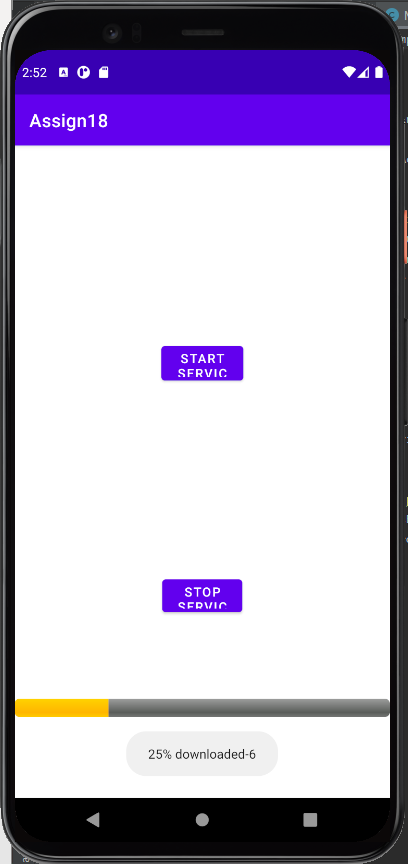 2:52
Assign18
START
SERVIC
STOP
SERVIC
25% downloaded-6